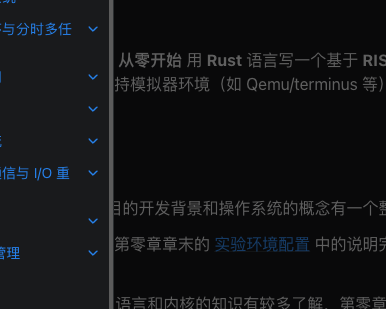 与分时多任
从零开始 用 Rust 语言写一个基于 RIS
持模拟器环境（如 Qemu/terminus 等）
信与 I/O 重
目的开发背景和操作系统的概念有一个整
第零章章末的 实验环境配置 中的说明完
管理
语言和内核的知识有较多了解，第零章